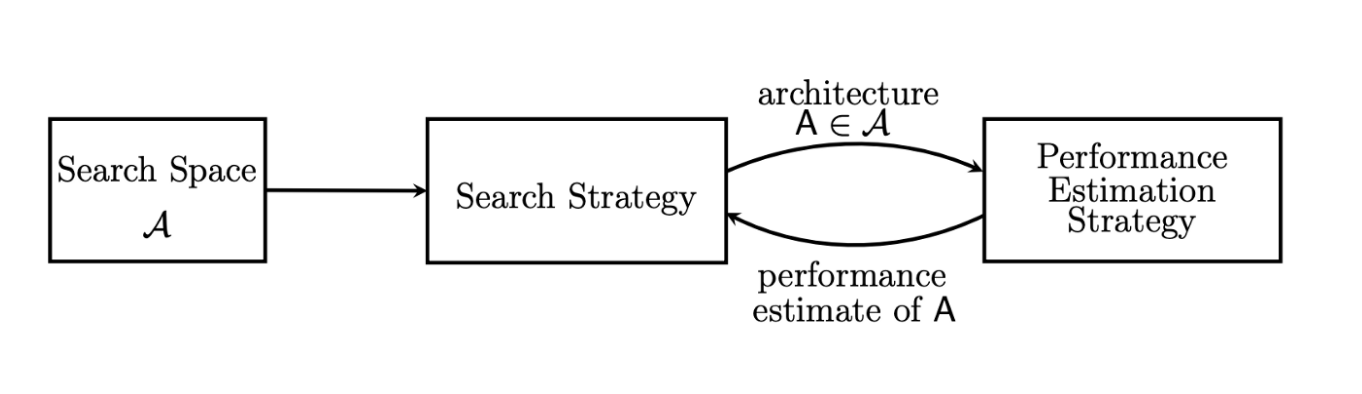 Search Space
𝒜
Search Strategy
architecture
A ∈ 𝒜
performance
estimate of A
Performance
Estimation
Strategy